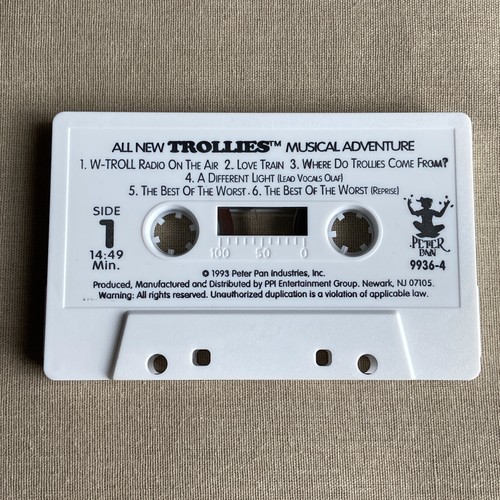 ALL NEW TROLLIES™ MUSICAL ADVENTURE
1. W-TROLL RADIO ON THE AIR 2. LOVE TRAIN 3. WHERE DO TROLLIES COME FROM?
4. A DIFFERENT LIGHT (LEAD VOCALS OLAF)
5. THE BEST OF THE WORST . 6. THE BEST OF THE WORST (REPRISE)
SIDE
1
14:49
Min.
100 50 0
PETER
PAN
9936-4
© 1993 Peter Pan Industries, Inc.
Produced, Manufactured and Distributed by PPI Entertainment Group. Newark, NJ 07105.
Warning: All rights reserved. Unauthorized duplication is a violation of applicable law.